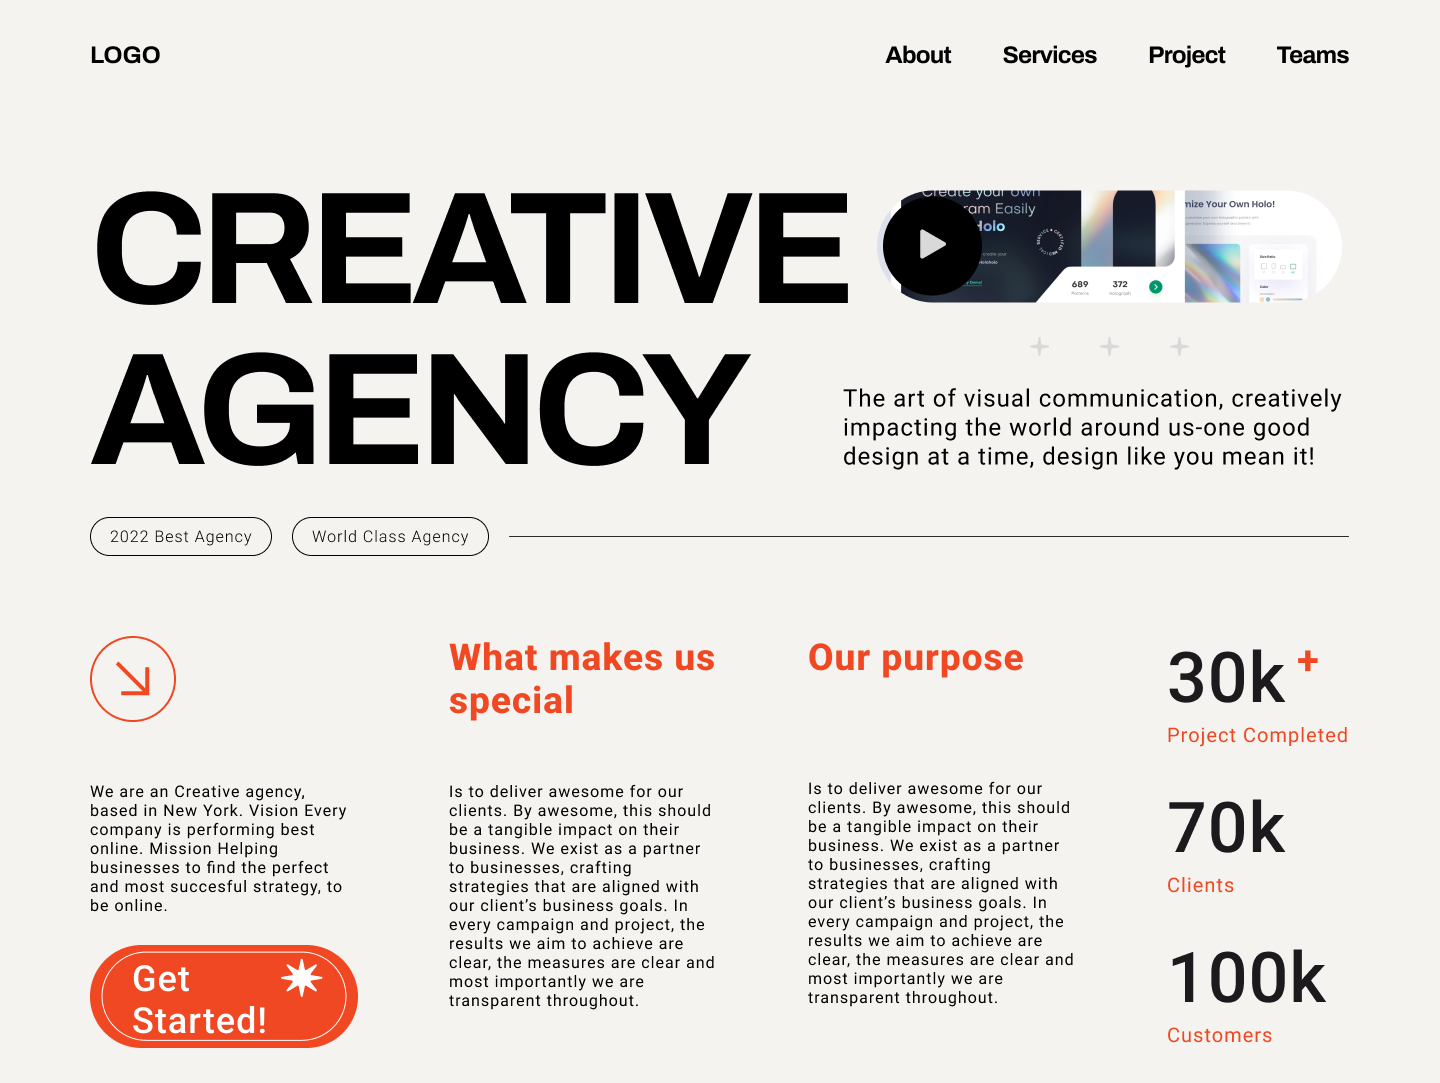 LOGO
About Services Project Teams
CREATIVE
AGENCY
Create your own
ram Easily
Holo
689
372
Patterns
Holograph
mize Your Own Holo!
Size Ratio
Color
The art of visual communication, creatively
impacting the world around us-one good
design at a time, design like you mean it!
2022 Best Agency
World Class Agency
We are an Creative agency,
based in New York. Vision Every
company is performing best
online. Mission Helping
businesses to find the perfect
and most succesful strategy, to
be online.
Get
Started!
What makes us
special
Is to deliver awesome for our
clients. By awesome, this should
be a tangible impact on their
business. We exist as a partner
to businesses, crafting
strategies that are aligned with
our client’s business goals. In
every campaign and project, the
results we aim to achieve are
clear, the measures are clear and
most importantly we are
transparent throughout.
Our purpose
Is to deliver awesome for our
clients. By awesome, this should
be a tangible impact on their
business. We exist as a partner
to businesses, crafting
strategies that are aligned with
our client’s business goals. In
every campaign and project, the
results we aim to achieve are
clear, the measures are clear and
most importantly we are
transparent throughout.
30k +
Project Completed
70k
Clients
100k
Customers